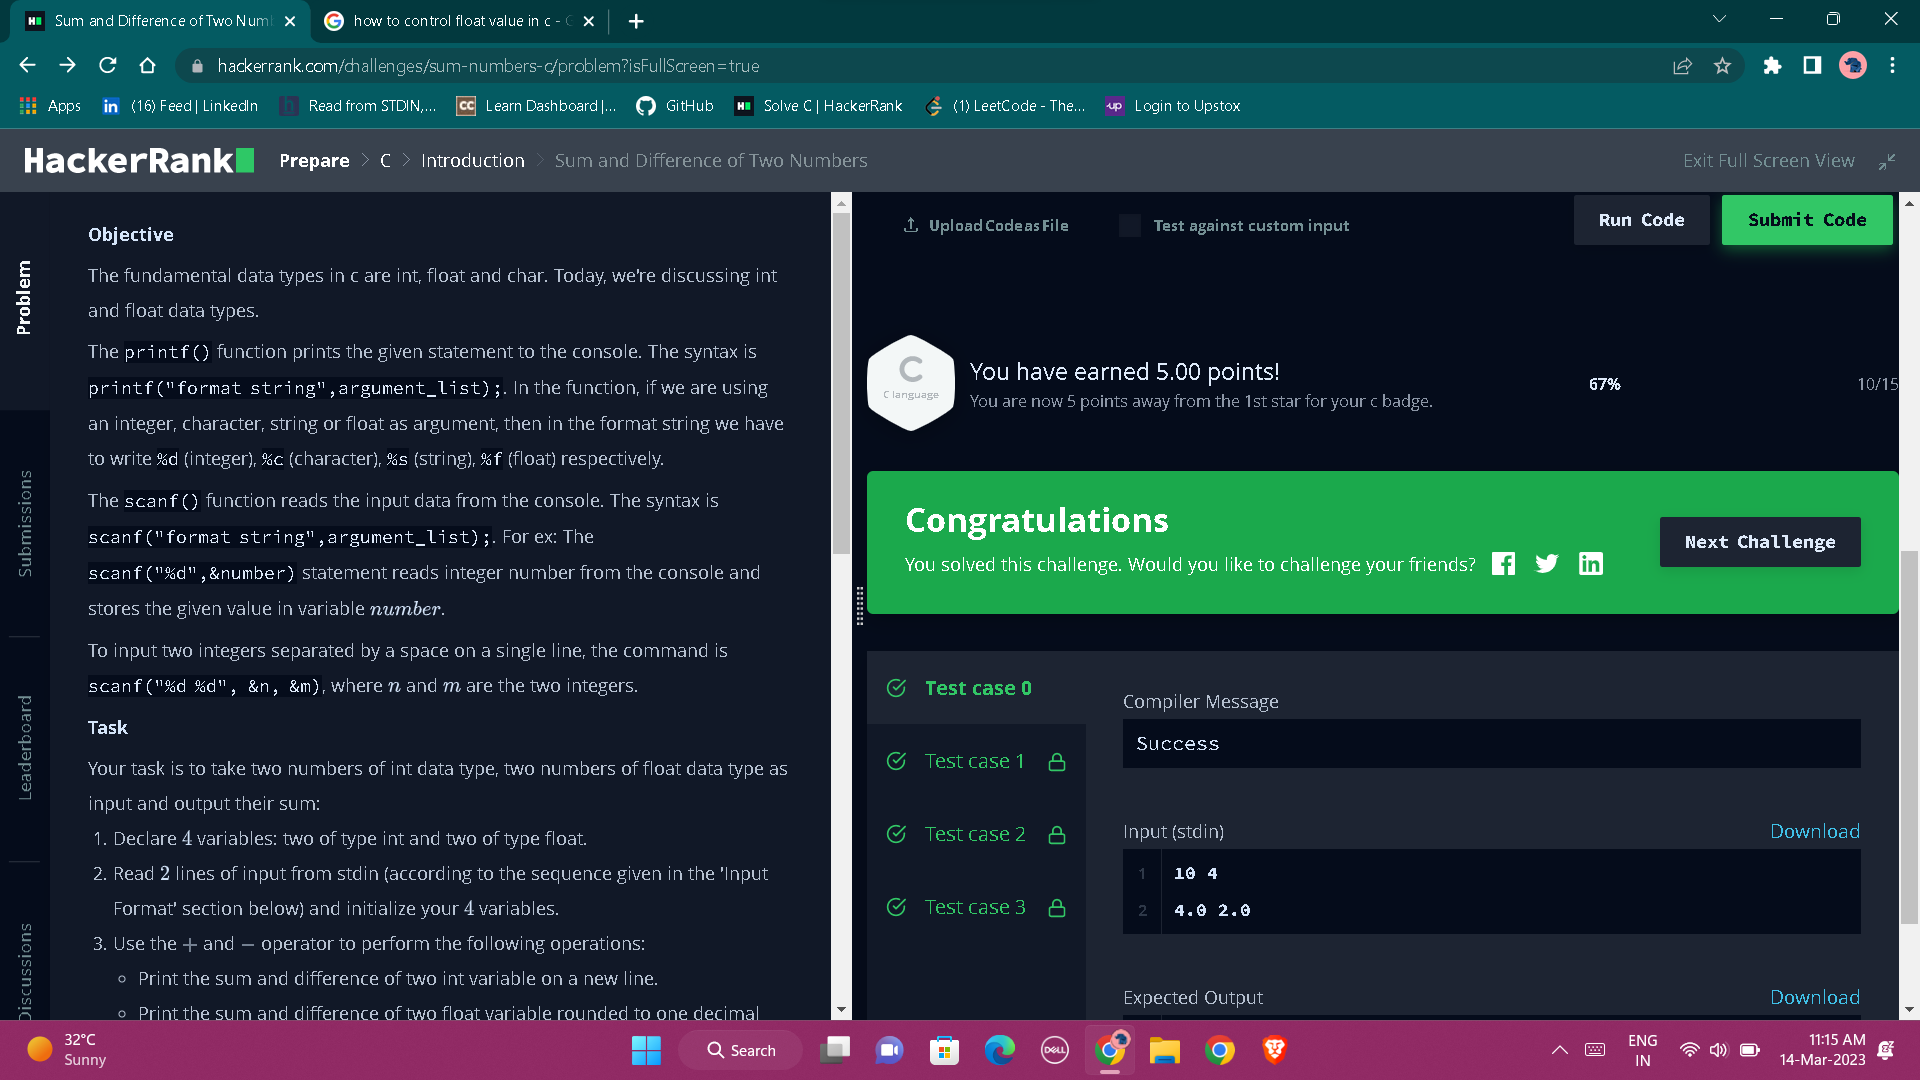 Sum and Difference of Two Num
how to control float value in c - G
hackerrank.com/challenges/sum-numbers-c/problem?isFullScreen=true
Apps
(16) Feed | LinkedIn
Read from STDIN,...
CC Learn Dashboard |...
GitHub
Solve C | HackerRank
(1) LeetCode - The...
up Login to Upstox
HackerRank
Prepare > C > Introduction > Sum and Difference of Two Numbers
Exit Full Screen View
Problem
Submissions
Leaderboard
Discussions
Objective
The fundamental data types in c are int, float and char. Today, we're discussing int
and float data types.
The printf() function prints the given statement to the console. The syntax is
printf("format string",argument_list);. In the function, if we are using
an integer, character, string or float as argument, then in the format string we have
to write %d (integer), %c (character), %s (string), %f (float) respectively.
The scanf() function reads the input data from the console. The syntax is
scanf("format string",argument_list);. For ex: The
scanf("%d",&number) statement reads integer number from the console and
stores the given value in variable number.
To input two integers separated by a space on a single line, the command is
scanf("%d %d", &n, &m), where n and m are the two integers.
Task
Your task is to take two numbers of int data type, two numbers of float data type as
input and output their sum:
1. Declare 4 variables: two of type int and two of type float.
2. Read 2 lines of input from stdin (according to the sequence given in the 'Input
Format' section below) and initialize your 4 variables.
3. Use the + and − operator to perform the following operations:
Print the sum and difference of two int variable on a new line.
Print the sum and difference of two float variable rounded to one decimal
Upload Code as File
Test against custom input
Run Code
Submit Code
C
C language
You have earned 5.00 points!
You are now 5 points away from the 1st star for your c badge.
67%
10/15
Congratulations
You solved this challenge. Would you like to challenge your friends?
Next Challenge
Test case 0
Test case 1
Test case 2
Test case 3
Compiler Message
Success
Input (stdin)
Download
1 10 4
2 4.0 2.0
Expected Output
Download
32°C
Sunny
Search
DELL
ENG
IN
11:15 AM
14-Mar-2023